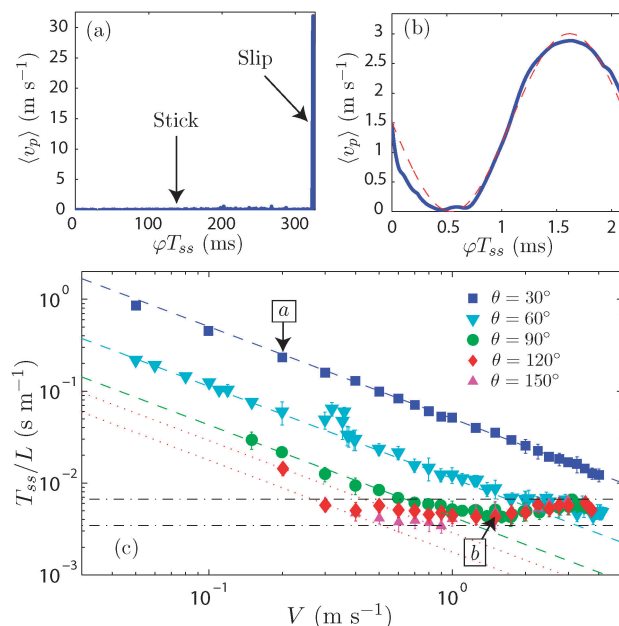 (a)
Slip
Stick
⟨v_p⟩ (m s⁻¹)
0
5
10
15
20
25
30
0
100
200
300
φT_ss (ms)
(b)
⟨v_p⟩ (m s⁻¹)
0
0.5
1
1.5
2
2.5
3
0
0.5
1
1.5
2
φT_ss (ms)
a
θ = 30°
θ = 60°
θ = 90°
θ = 120°
θ = 150°
T_ss/L (s m⁻¹)
10⁰
10⁻¹
10⁻²
10⁻³
(c)
b
10⁻¹
10⁰
V (m s⁻¹)